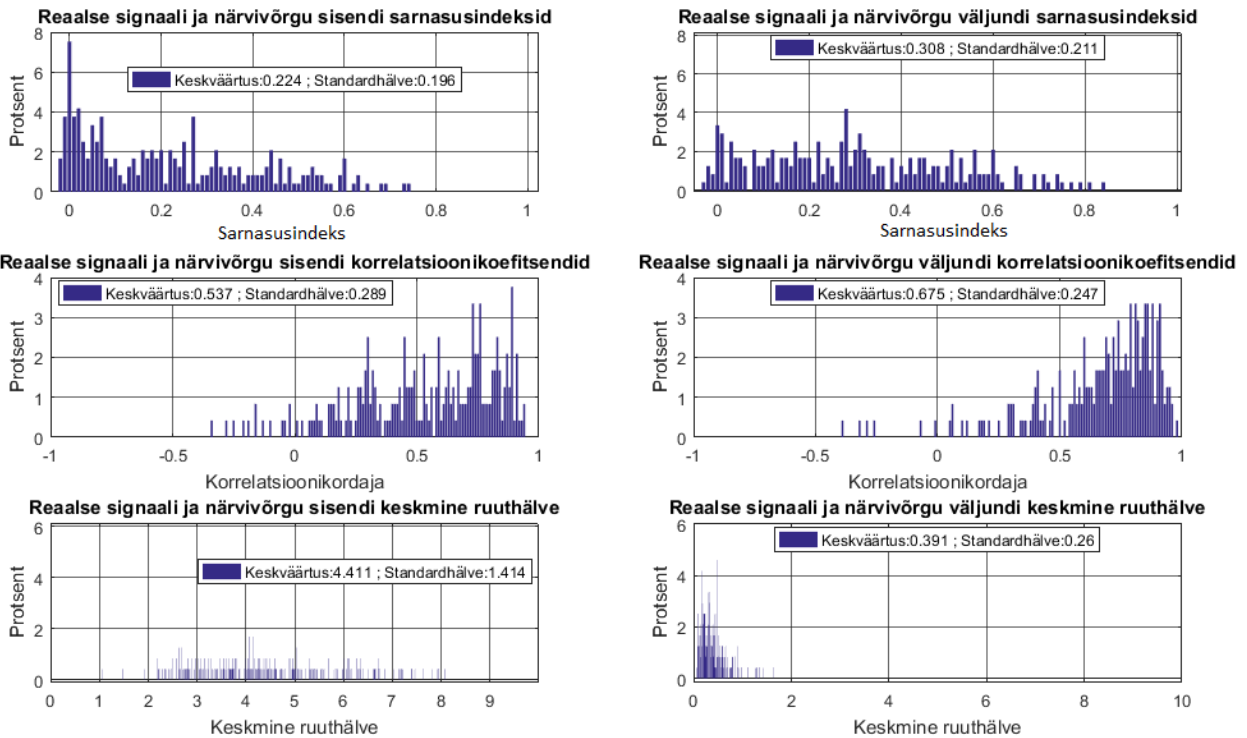 Reaalse signaali ja närvivõrgu sisendi sarnasusindeksid
8
6
4
2
0
Protsent
Keskväärtus:0.224 ; Standardhälve:0.196
0 0.2 0.4 0.6 0.8 1
Sarnasusindeks
Reaalse signaali ja närvivõrgu väljundi sarnasusindeksid
8
6
4
2
0
Protsent
Keskväärtus:0.308 ; Standardhälve:0.211
0 0.2 0.4 0.6 0.8 1
Sarnasusindeks
Reaalse signaali ja närvivõrgu sisendi korrelatsioonikoefitsendid
4
3
2
1
0
Protsent
Keskväärtus:0.537 ; Standardhälve:0.289
-1 -0.5 0 0.5 1
Korrelatsioonikordaja
Reaalse signaali ja närvivõrgu väljundi korrelatsioonikoefitsendid
4
3
2
1
0
Protsent
Keskväärtus:0.675 ; Standardhälve:0.247
-1 -0.5 0 0.5 1
Korrelatsioonikordaja
Reaalse signaali ja närvivõrgu sisendi keskmine ruuthälve
6
4
2
0
Protsent
Keskväärtus:4.411 ; Standardhälve:1.414
0 1 2 3 4 5 6 7 8 9
Keskmine ruuthälve
Reaalse signaali ja närvivõrgu väljundi keskmine ruuthälve
6
4
2
0
Protsent
Keskväärtus:0.391 ; Standardhälve:0.26
0 2 4 6 8 10
Keskmine ruuthälve